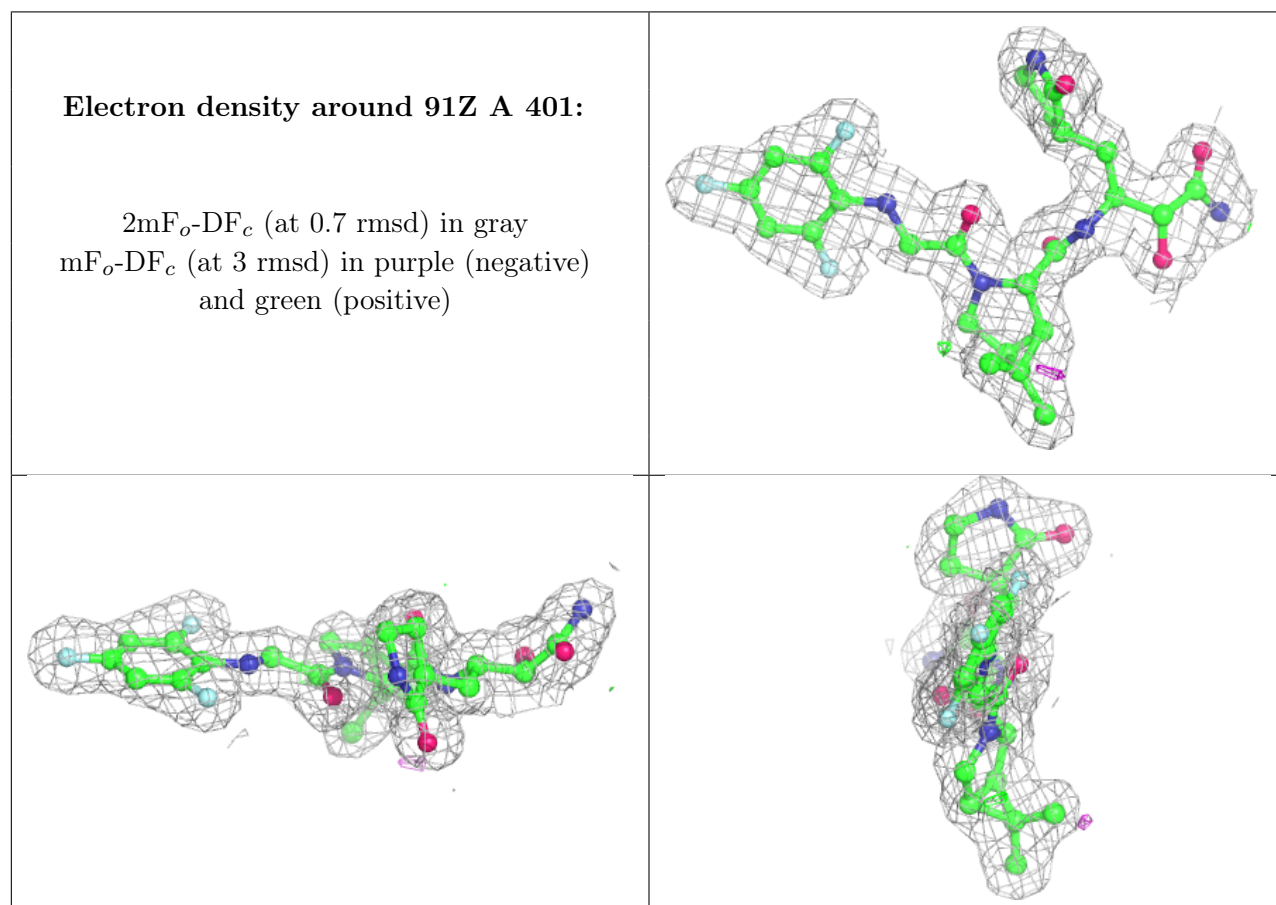 Electron density around 91Z A 401:
2mFₒ-DF𝒸 (at 0.7 rmsd) in gray
mFₒ-DF𝒸 (at 3 rmsd) in purple (negative)
and green (positive)